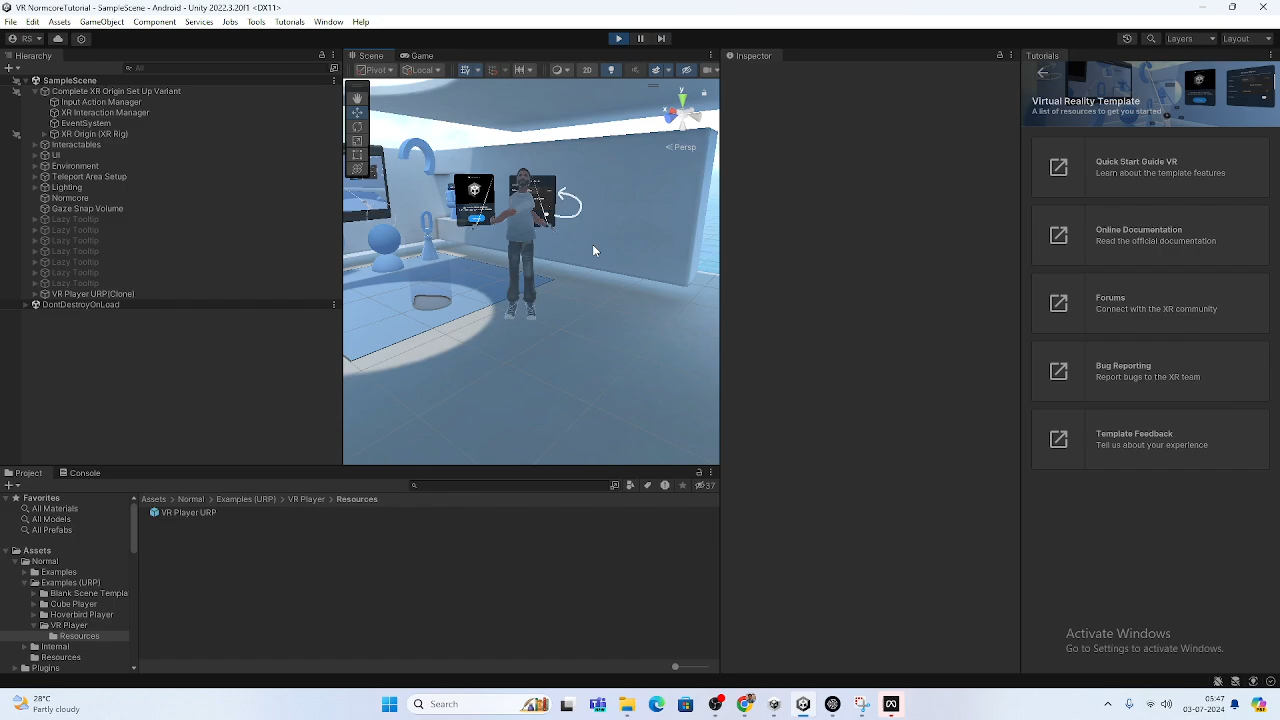 VR NormcoreTutorial - SampleScene - Android - Unity 2022.3.20f1 <DX11>
File Edit Assets GameObject Component Services Jobs Tools Tutorials Window Help
RS Layers Layout
Hierarchy Scene Game Inspector Tutorials
All Pivot Local 2D
SampleScene
Complete XR Origin Set Up Variant
Input Action Manager
XR Interaction Manager
EventSystem
XR Origin (XR Rig)
Interactables
UI
Environment
Teleport Area Setup
Lighting
Normcore
Gaze Snap Volume
Lazy Tooltip
Lazy Tooltip
Lazy Tooltip
Lazy Tooltip
Lazy Tooltip
Lazy Tooltip
Lazy Tooltip
VR Player URP(Clone)
DontDestroyOnLoad
y
x
Persp
Virtual Reality Template
A list of resources to get you started
Quick Start Guide VR
Learn about the template features
Online Documentation
Read the official documentation
Forums
Connect with the XR community
Bug Reporting
Report bugs to the XR team
Template Feedback
Tell us about your experience
Project Console
37
Favorites
All Materials
All Models
All Prefabs
Assets
Normal
Examples
Examples (URP)
Blank Scene Templa
Cube Player
Hoverbird Player
VR Player
Resources
Internal
Resources
Plugins
Assets > Normal > Examples (URP) > VR Player > Resources
VR Player URP
Activate Windows
Go to Settings to activate Windows.
28°C
Partly cloudy
Search
05:47
03-07-2024